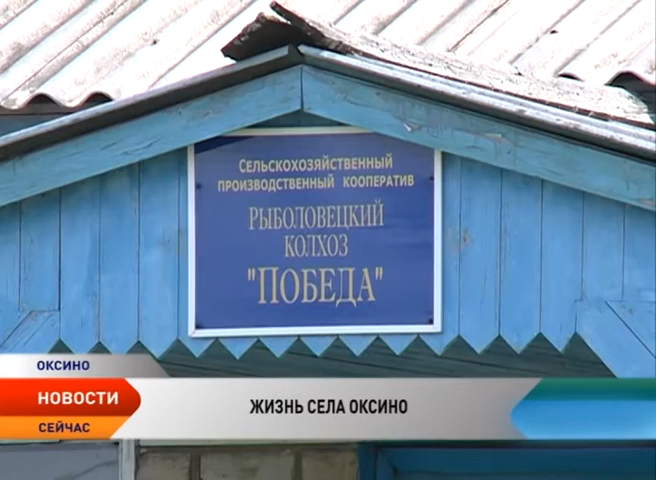 Сельскохозяйственный
производственный кооператив
Рыболовецкий
колхоз
"Победа"
ОКСИНО
НОВОСТИ
СЕЙЧАС
ЖИЗНЬ СЕЛА ОКСИНО